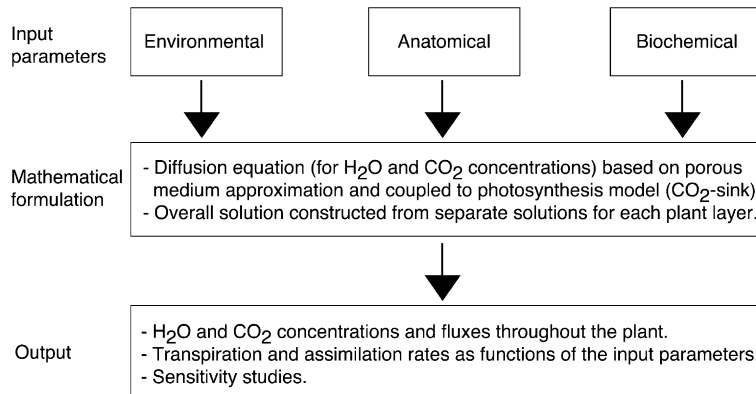 Input
parameters
Environmental
Anatomical
Biochemical
Mathematical
formulation
- Diffusion equation (for H₂O and CO₂ concentrations) based on porous
medium approximation and coupled to photosynthesis model (CO₂-sink)
- Overall solution constructed from separate solutions for each plant layer.
Output
- H₂O and CO₂ concentrations and fluxes throughout the plant.
- Transpiration and assimilation rates as functions of the input parameters
- Sensitivity studies.